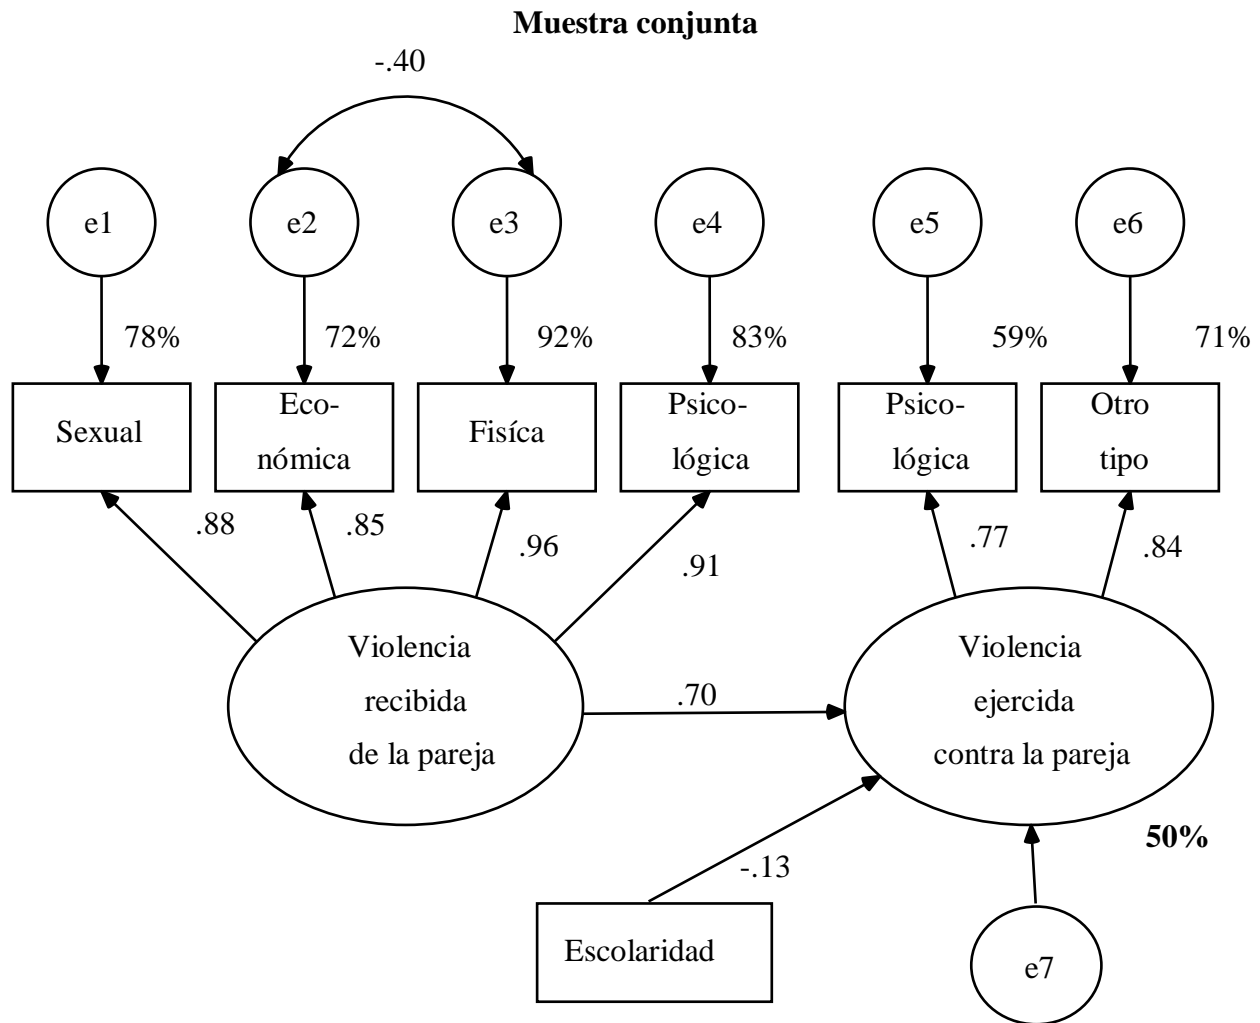 Muestra conjunta
-.40
e1
e2
e3
e4
e5
e6
78%
72%
92%
83%
59%
71%
Sexual
Eco-
nómica
Fisíca
Psico-
lógica
Psico-
lógica
Otro
tipo
.88
.85
.96
.91
.77
.84
Violencia
recibida
de la pareja
.70
Violencia
ejercida
contra la pareja
50%
-.13
Escolaridad
e7